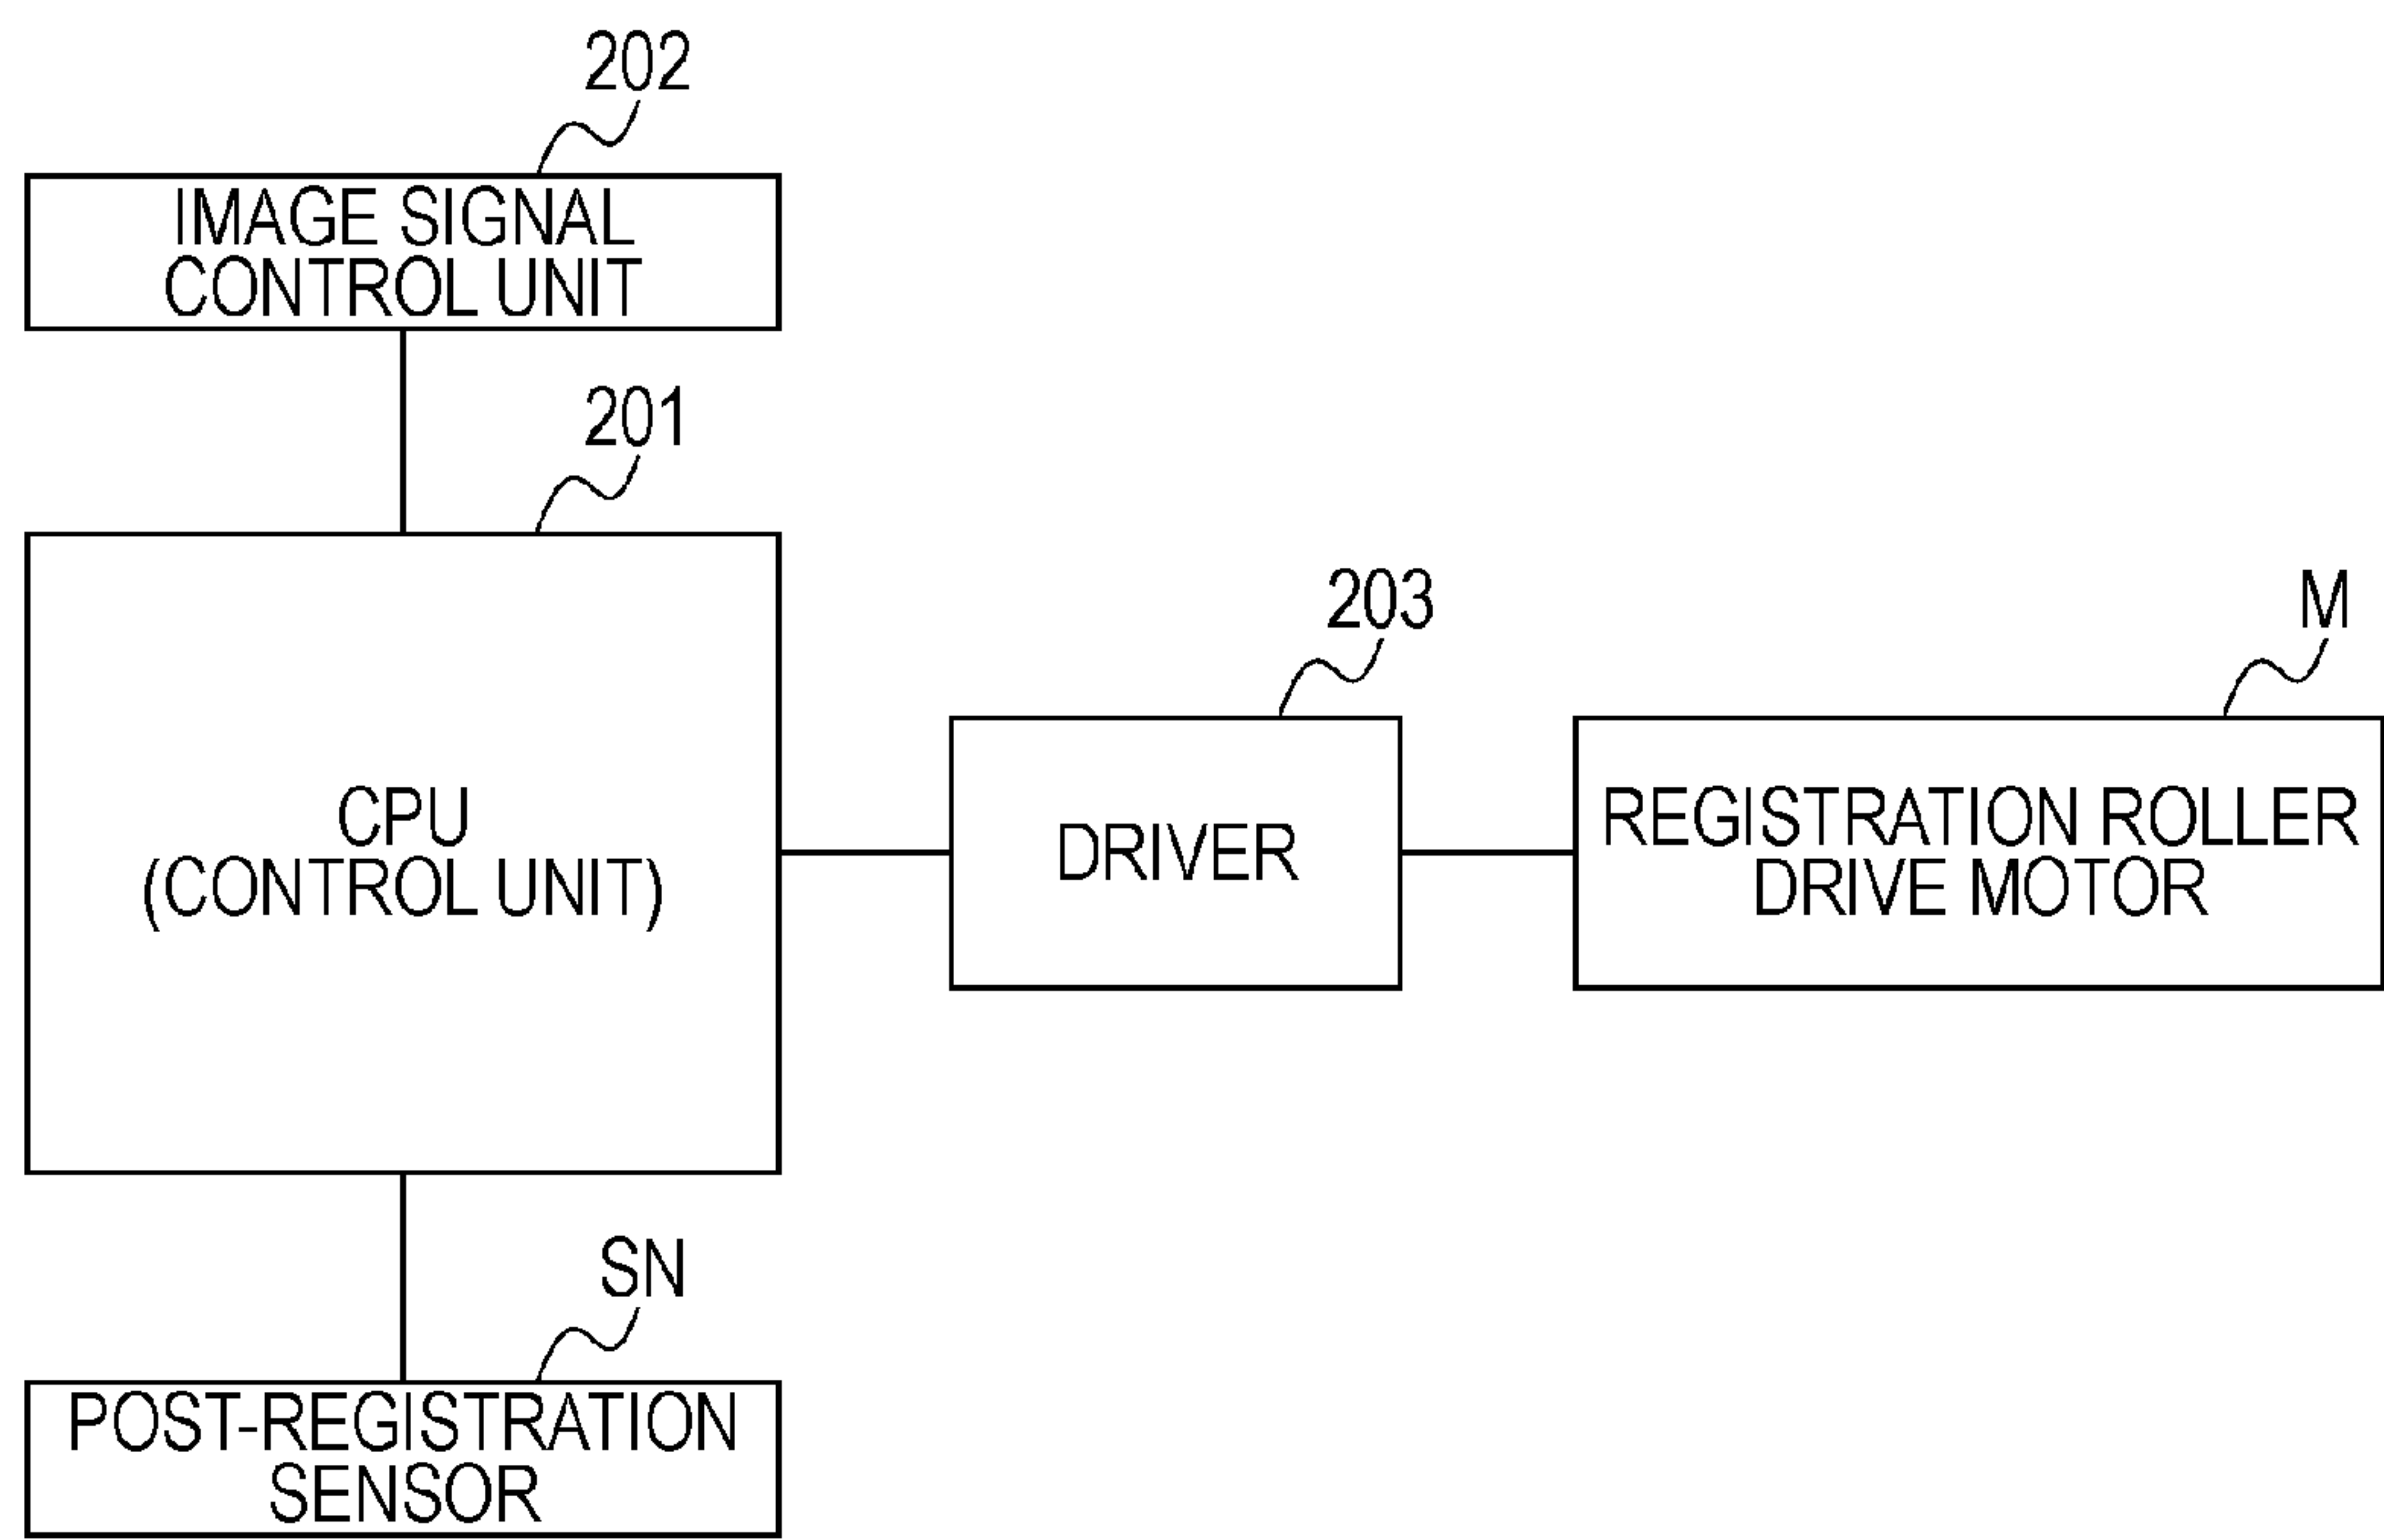 202
IMAGE SIGNAL
CONTROL UNIT
201
CPU
(CONTROL UNIT)
203
DRIVER
M
REGISTRATION ROLLER
DRIVE MOTOR
SN
POST-REGISTRATION
SENSOR